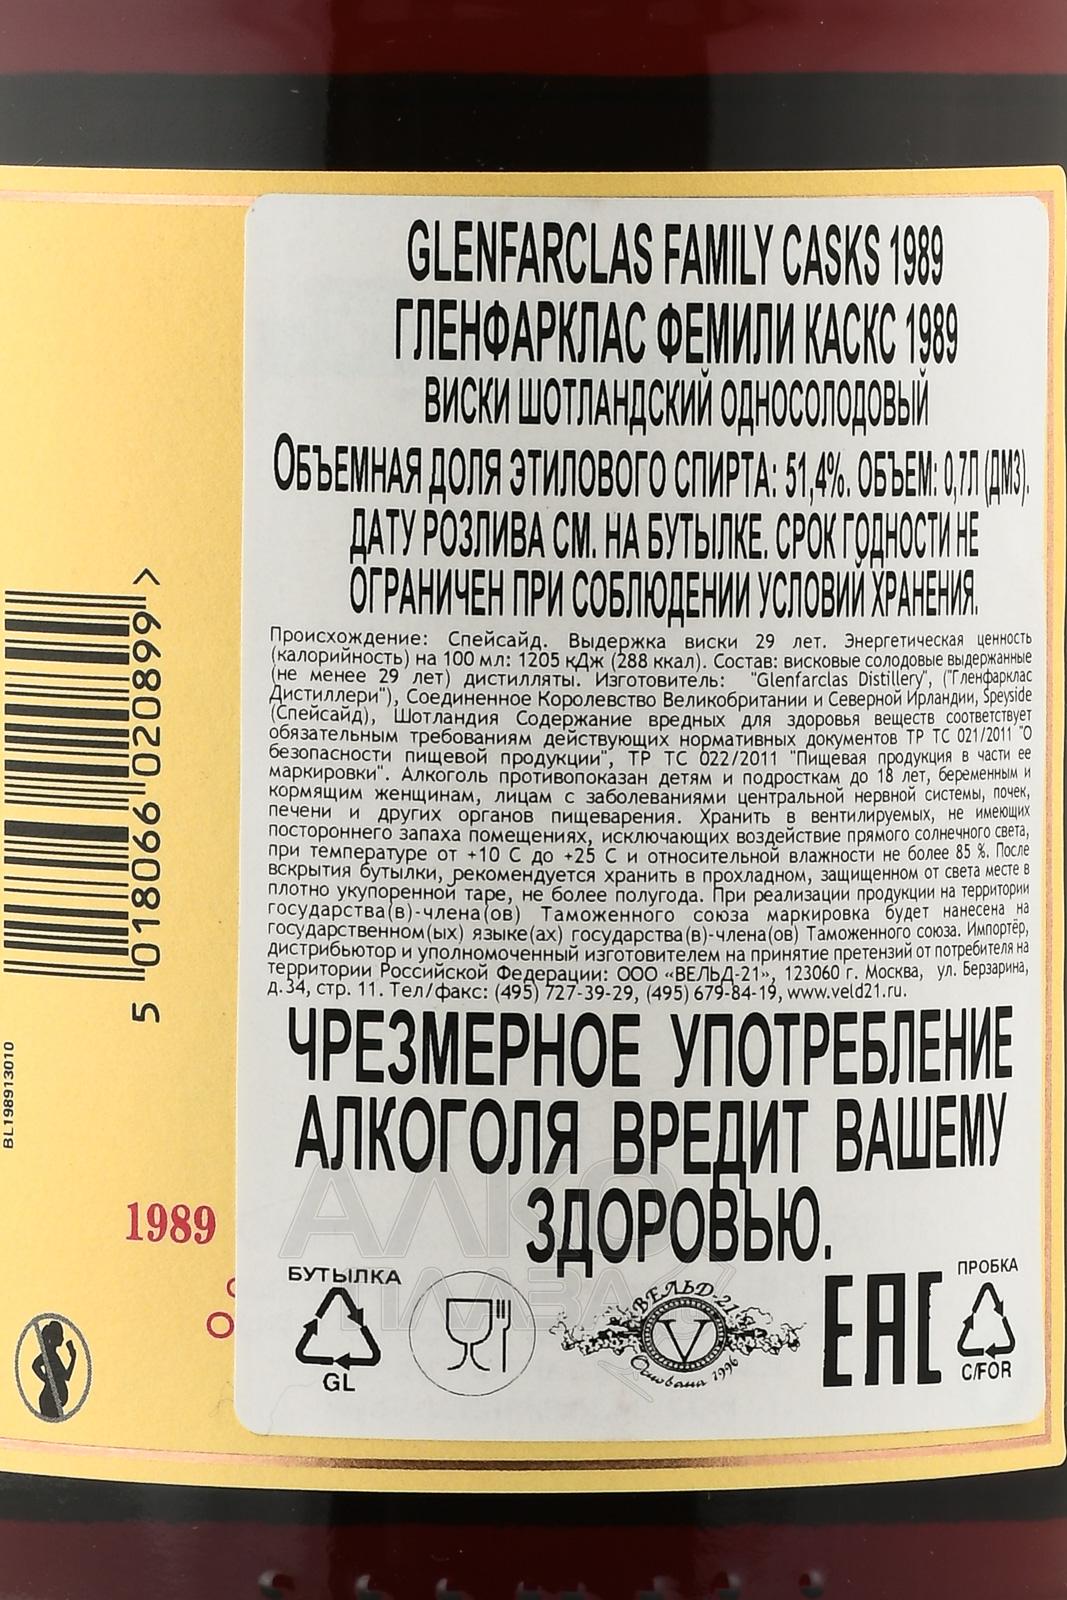 GLENFARCLAS FAMILY CASKS 1989
ГЛЕНФАРКЛАС ФЕМИЛИ КАСКС 1989
ВИСКИ ШОТЛАНДСКИЙ ОДНОСОЛОДОВЫЙ
ОБЪЕМНАЯ ДОЛЯ ЭТИЛОВОГО СПИРТА: 51,4%. ОБЪЕМ: 0,7Л (ДМ3).
ДАТУ РОЗЛИВА СМ. НА БУТЫЛКЕ. СРОК ГОДНОСТИ НЕ
ОГРАНИЧЕН ПРИ СОБЛЮДЕНИИ УСЛОВИЙ ХРАНЕНИЯ.
Происхождение: Спейсайд. Выдержка виски 29 лет. Энергетическая ценность
(калорийность) на 100 мл: 1205 кДж (288 ккал). Состав: висковые солодовые выдержанные
(не менее 29 лет) дистилляты. Изготовитель: "Glenfarclas Distillery", ("Гленфарклас
Дистиллери"), Соединенное Королевство Великобритании и Северной Ирландии, Speyside
(Спейсайд), Шотландия Содержание вредных для здоровья веществ соответствует
обязательным требованиям действующих нормативных документов ТР ТС 021/2011 "О
безопасности пищевой продукции", ТР ТС 022/2011 "Пищевая продукция в части ее
маркировки". Алкоголь противопоказан детям и подросткам до 18 лет, беременным и
кормящим женщинам, лицам с заболеваниями центральной нервной системы, почек,
печени и других органов пищеварения. Хранить в вентилируемых, не имеющих
постороннего запаха помещениях, исключающих воздействие прямого солнечного света,
при температуре от +10 С до +25 С и относительной влажности не более 85 %. После
вскрытия бутылки, рекомендуется хранить в прохладном, защищенном от света месте в
плотно укупоренной таре, не более полугода. При реализации продукции на территории
государства(в)-члена(ов) Таможенного союза маркировка будет нанесена на
государственном(ых) языке(ах) государства(в)-члена(ов) Таможенного союза. Импортёр,
дистрибьютор и уполномоченный изготовителем на принятие претензий от потребителя на
территории Российской Федерации: ООО «ВЕЛЬД-21», 123060 г. Москва, ул. Берзарина,
д.34, стр. 11. Тел/факс: (495) 727-39-29, (495) 679-84-19, www.veld21.ru.
ЧРЕЗМЕРНОЕ УПОТРЕБЛЕНИЕ
АЛКОГОЛЯ ВРЕДИТ ВАШЕМУ
ЗДОРОВЬЮ.
БУТЫЛКА
GL
ВЕЛЬД-21
V
Основана 1996
EAC
ПРОБКА
C/FOR
5 018066 020899 >
BL198913010
1989
АЛКО
ПЛАЗА